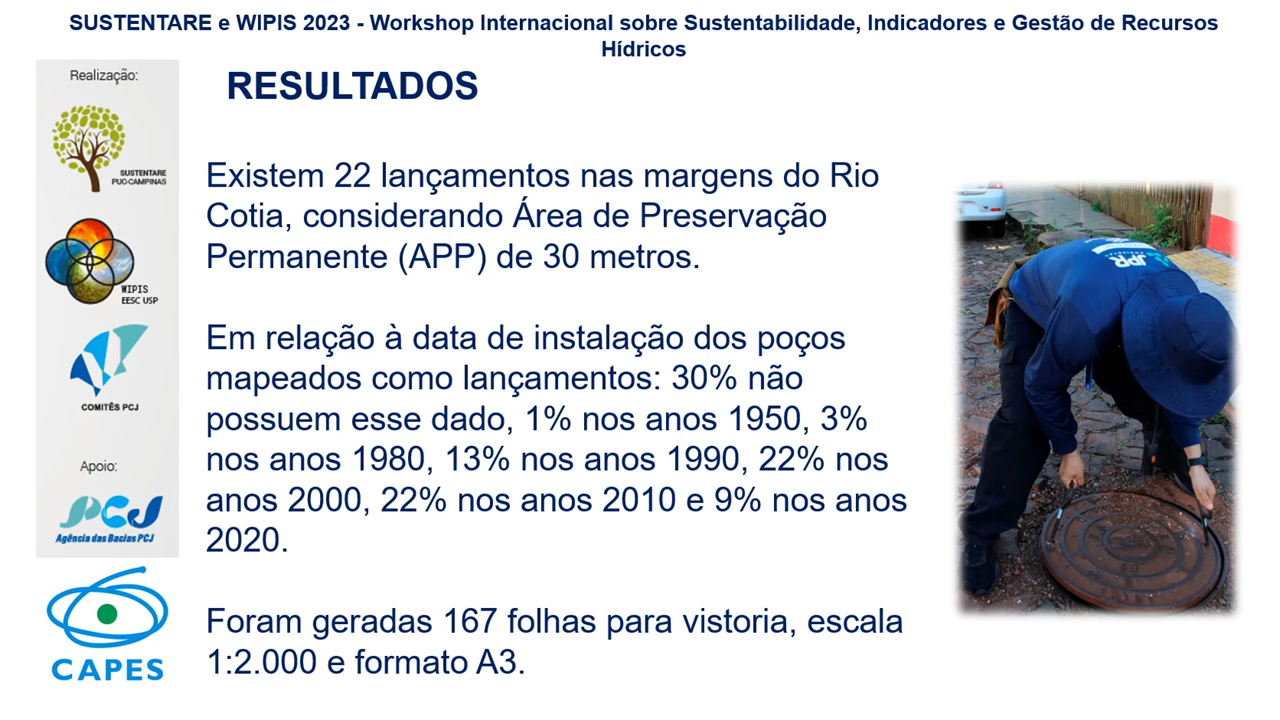 SUSTENTARE e WIPIS 2023 - Workshop Internacional sobre Sustentabilidade, Indicadores e Gestão de Recursos
Hídricos
Realização:
SUSTENTARE
PUC-CAMPINAS
WIPIS
EESC USP
COMITÊS PCJ
Apoio:
PCJ
Agência das Bacias PCJ
CAPES
RESULTADOS
Existem 22 lançamentos nas margens do Rio
Cotia, considerando Área de Preservação
Permanente (APP) de 30 metros.
Em relação à data de instalação dos poços
mapeados como lançamentos: 30% não
possuem esse dado, 1% nos anos 1950, 3%
nos anos 1980, 13% nos anos 1990, 22% nos
anos 2000, 22% nos anos 2010 e 9% nos anos
2020.
Foram geradas 167 folhas para vistoria, escala
1:2.000 e formato A3.
JPR